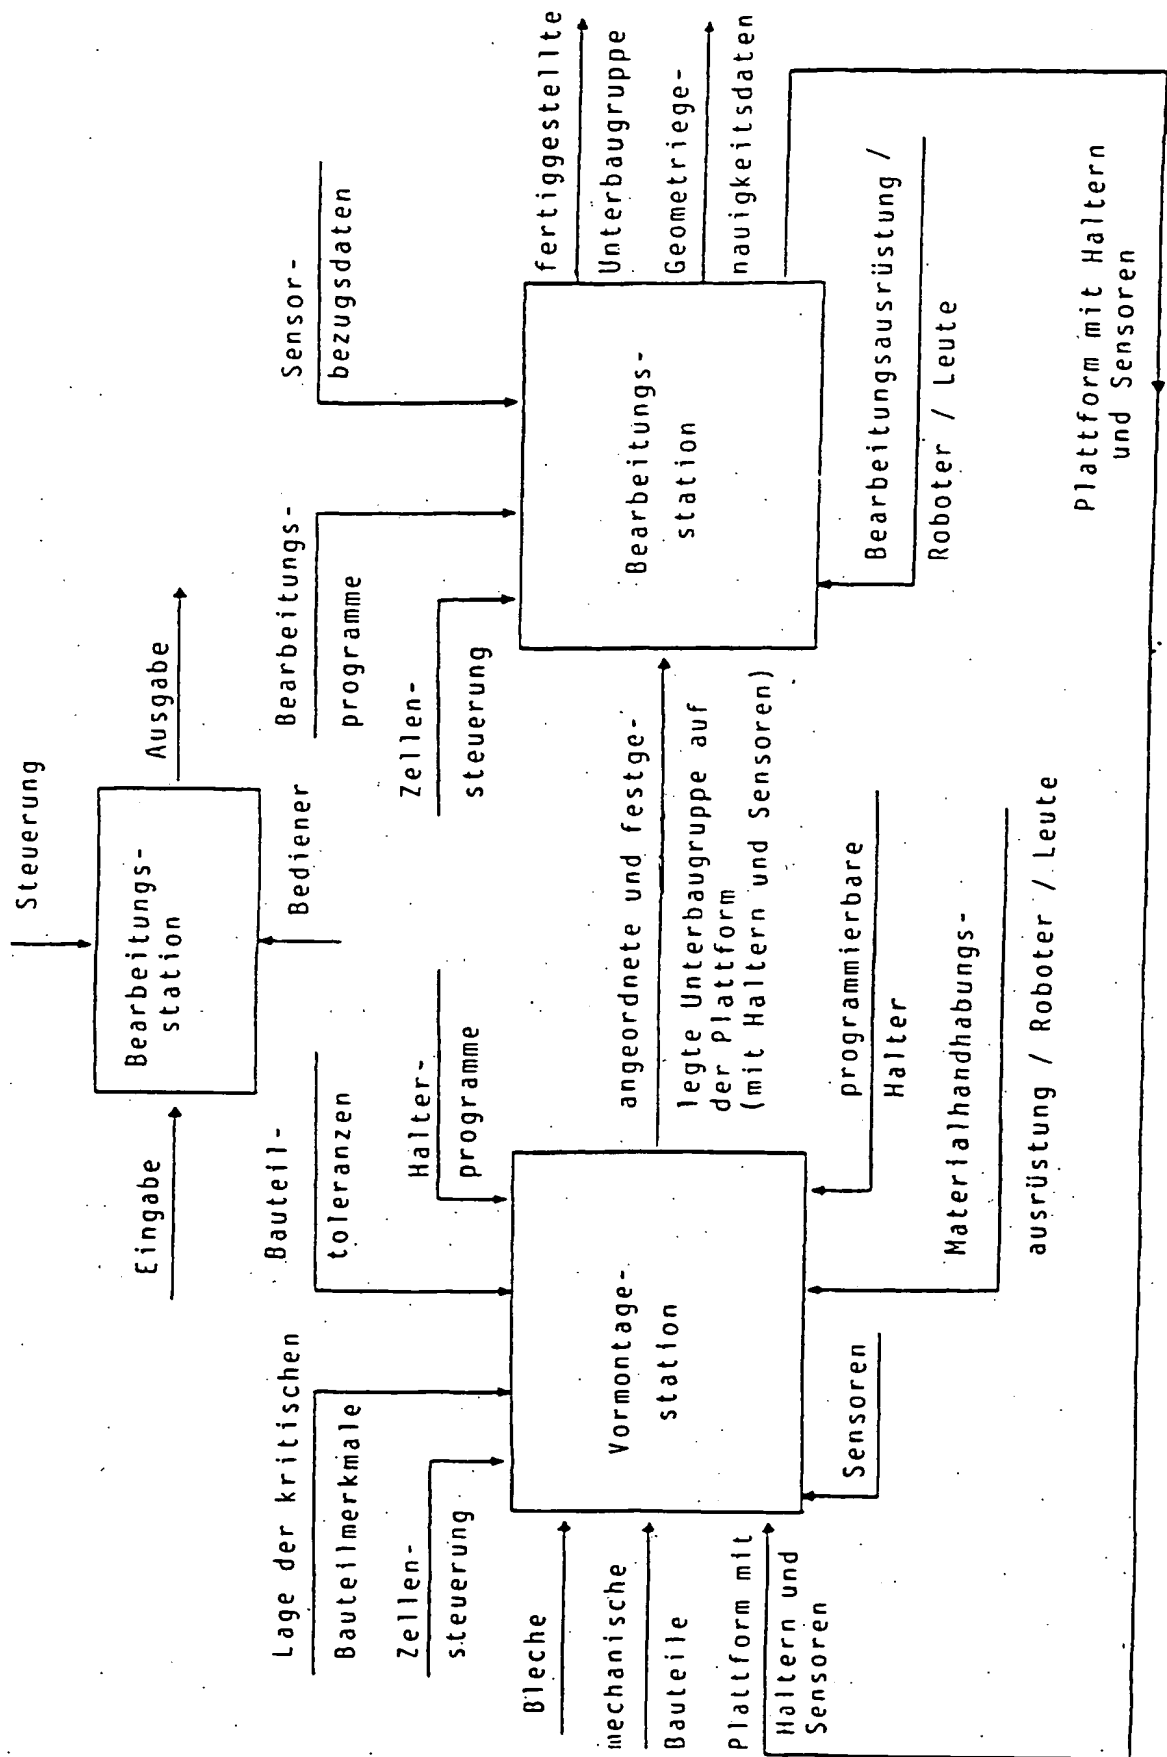 Steuerung
Eingabe
Bearbeitungs-
station
Ausgabe
Bediener
Lage der kritischen
Bauteilmerkmale
Bauteil-
toleranzen
Zellen-
steuerung
Halter-
programme
Bearbeitungs-
programme
Sensor-
bezugsdaten
Zellen-
steuerung
Bleche
mechanische
Bauteile
Plattform mit
Haltern und
Sensoren
Vormontage-
station
angeordnete und festge-
legte Unterbaugruppe auf
der Plattform
(mit Haltern und Sensoren)
Bearbeitungs-
station
fertiggestellte
Unterbaugruppe
Geometriege-
nauigkeitsdaten
Sensoren
programmierbare
Halter
Materialhandhabungs-
ausrüstung / Roboter / Leute
Bearbeitungsausrüstung /
Roboter / Leute
Plattform mit Haltern
und Sensoren